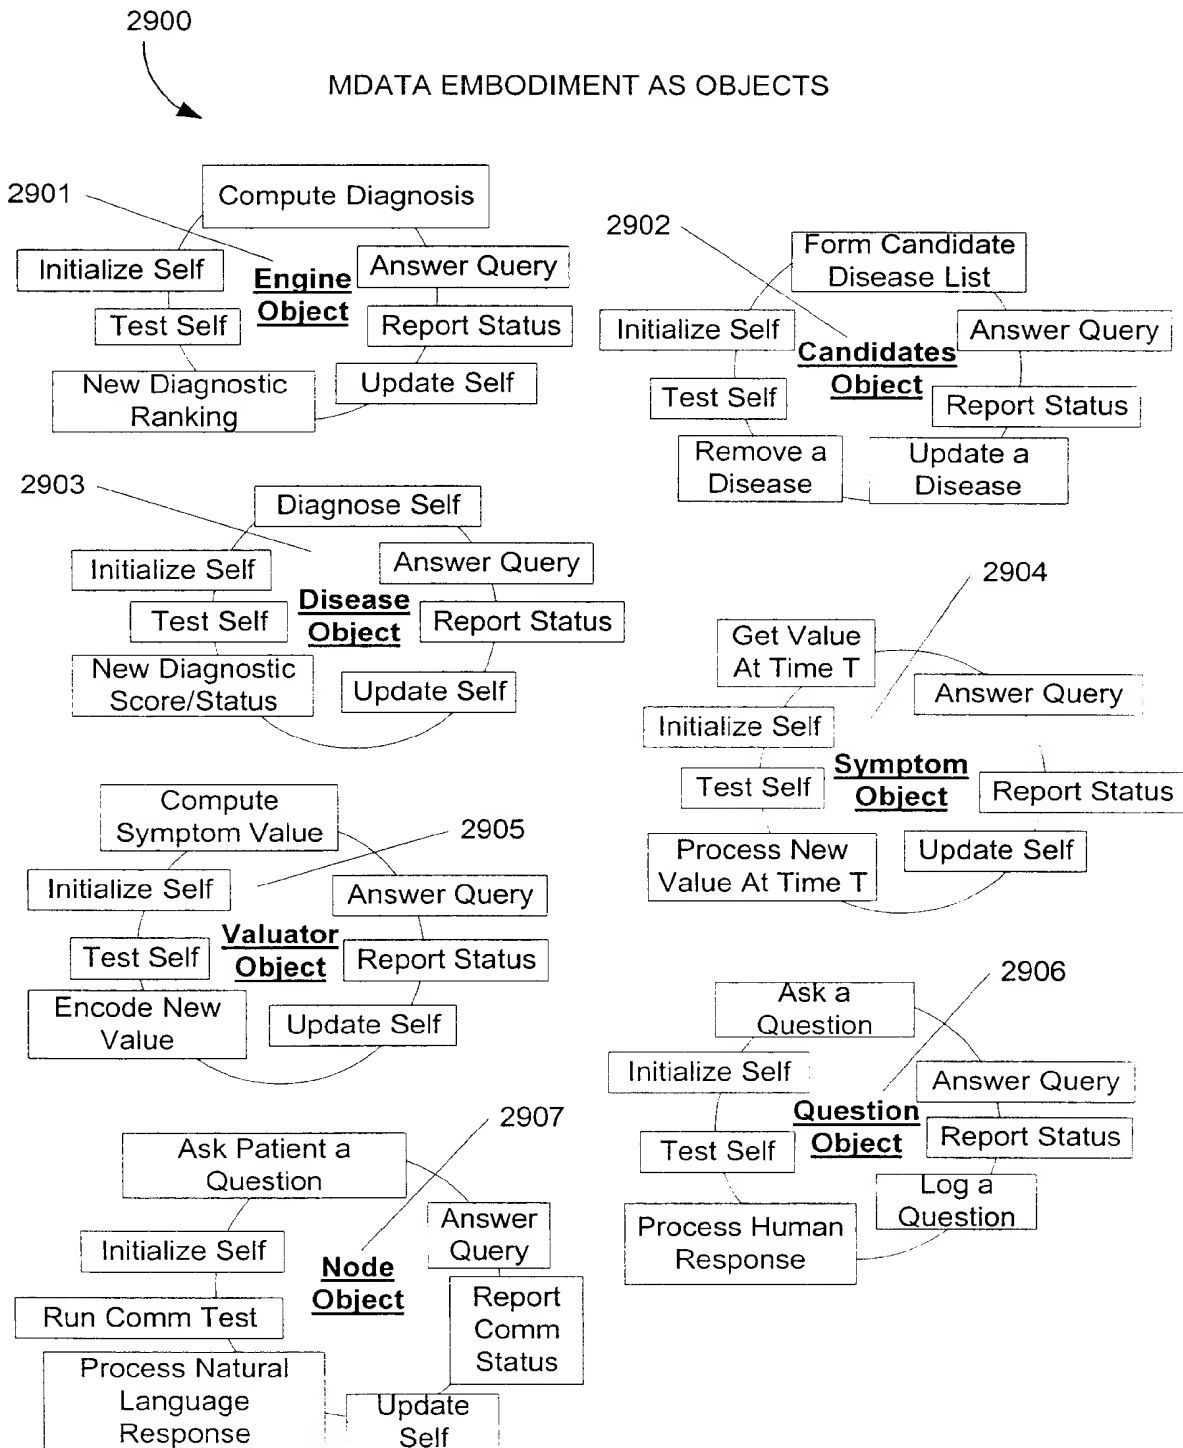 2900
MDATA EMBODIMENT AS OBJECTS
2901
Compute Diagnosis
Initialize Self
Engine
Object
Answer Query
Test Self
Report Status
New Diagnostic
Ranking
Update Self
2902
Form Candidate
Disease List
Initialize Self
Candidates
Object
Answer Query
Test Self
Report Status
Remove a
Disease
Update a
Disease
2903
Diagnose Self
Initialize Self
Answer Query
Disease
Object
Test Self
Report Status
New Diagnostic
Score/Status
Update Self
2904
Get Value
At Time T
Answer Query
Initialize Self
Symptom
Object
Test Self
Report Status
Process New
Value At Time T
Update Self
Compute
Symptom Value
2905
Initialize Self
Answer Query
Valuator
Object
Test Self
Report Status
Encode New
Value
Update Self
2906
Ask a
Question
Initialize Self
Answer Query
Question
Object
Test Self
Report Status
Log a
Question
Process Human
Response
2907
Ask Patient a
Question
Answer
Query
Initialize Self
Node
Object
Run Comm Test
Report
Comm
Status
Process Natural
Language
Response
Update
Self